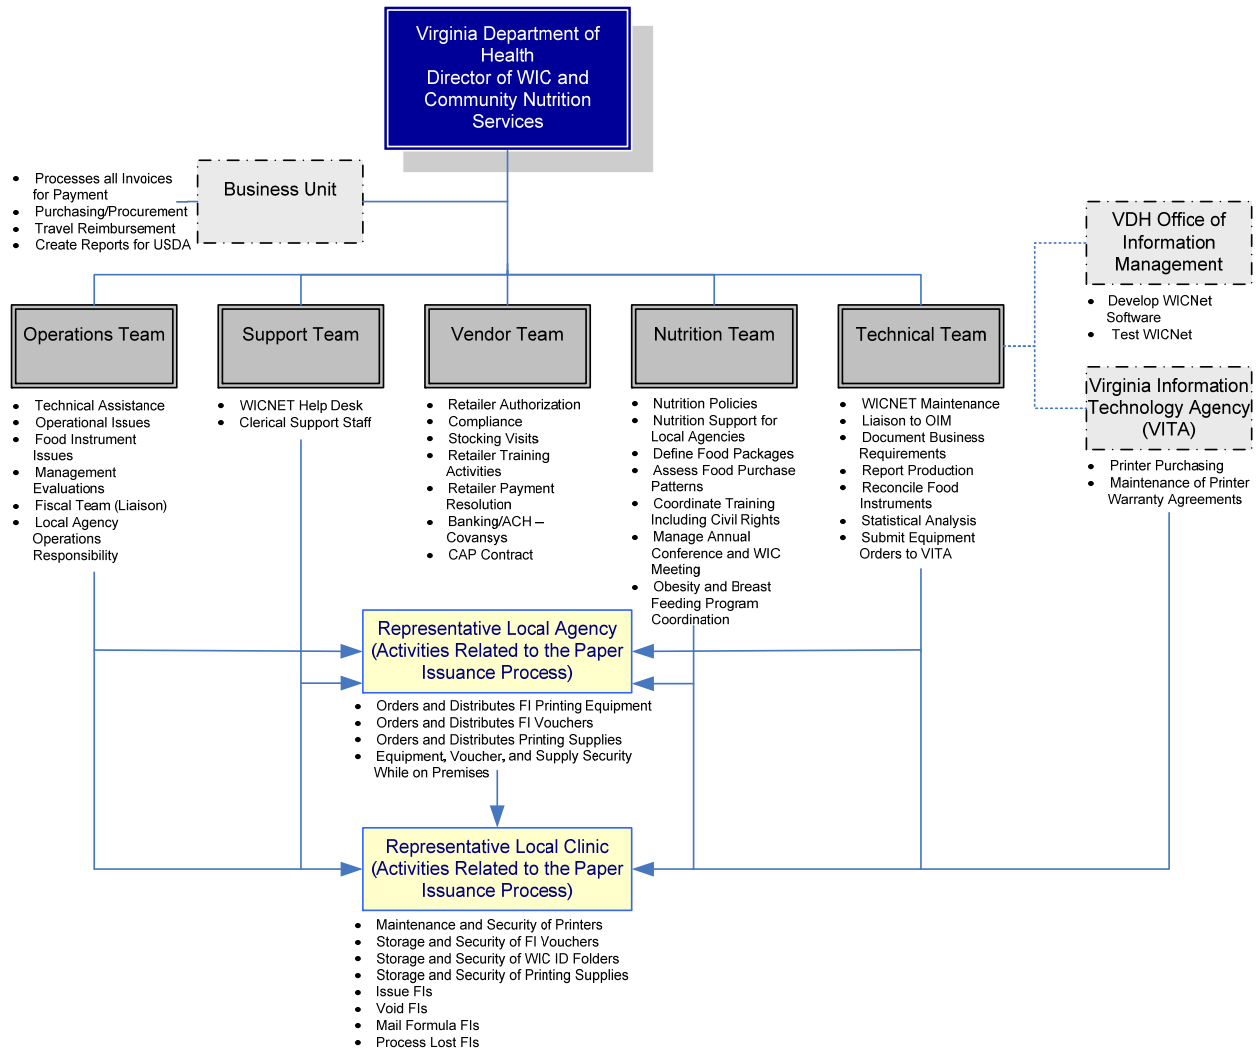 Virginia Department of
Health
Director of WIC and
Community Nutrition
Services
Business Unit
• Processes all Invoices
for Payment
• Purchasing/Procurement
• Travel Reimbursement
• Create Reports for USDA
VDH Office of
Information
Management
• Develop WICNet
Software
• Test WICNet
Operations Team
• Technical Assistance
• Operational Issues
• Food Instrument
Issues
• Management
Evaluations
• Fiscal Team (Liaison)
• Local Agency
Operations
Responsibility
Support Team
• WICNET Help Desk
• Clerical Support Staff
Vendor Team
• Retailer Authorization
• Compliance
• Stocking Visits
• Retailer Training
Activities
• Retailer Payment
Resolution
• Banking/ACH –
Covansys
• CAP Contract
Nutrition Team
• Nutrition Policies
• Nutrition Support for
Local Agencies
• Define Food Packages
• Assess Food Purchase
Patterns
• Coordinate Training
Including Civil Rights
• Manage Annual
Conference and WIC
Meeting
• Obesity and Breast
Feeding Program
Coordination
Technical Team
• WICNET Maintenance
• Liaison to OIM
• Document Business
Requirements
• Report Production
• Reconcile Food
Instruments
• Statistical Analysis
• Submit Equipment
Orders to VITA
Virginia Information
Technology Agency
(VITA)
• Printer Purchasing
• Maintenance of Printer
Warranty Agreements
Representative Local Agency
(Activities Related to the Paper
Issuance Process)
• Orders and Distributes FI Printing Equipment
• Orders and Distributes FI Vouchers
• Orders and Distributes Printing Supplies
• Equipment, Voucher, and Supply Security
While on Premises
Representative Local Clinic
(Activities Related to the Paper
Issuance Process)
• Maintenance and Security of Printers
• Storage and Security of FI Vouchers
• Storage and Security of WIC ID Folders
• Storage and Security of Printing Supplies
• Issue FIs
• Void FIs
• Mail Formula FIs
• Process Lost FIs